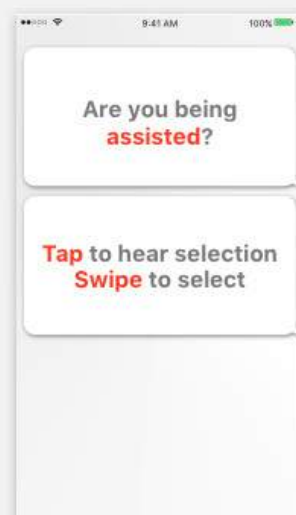 9:41 AM 100%
Are you being
assisted?
Tap to hear selection
Swipe to select